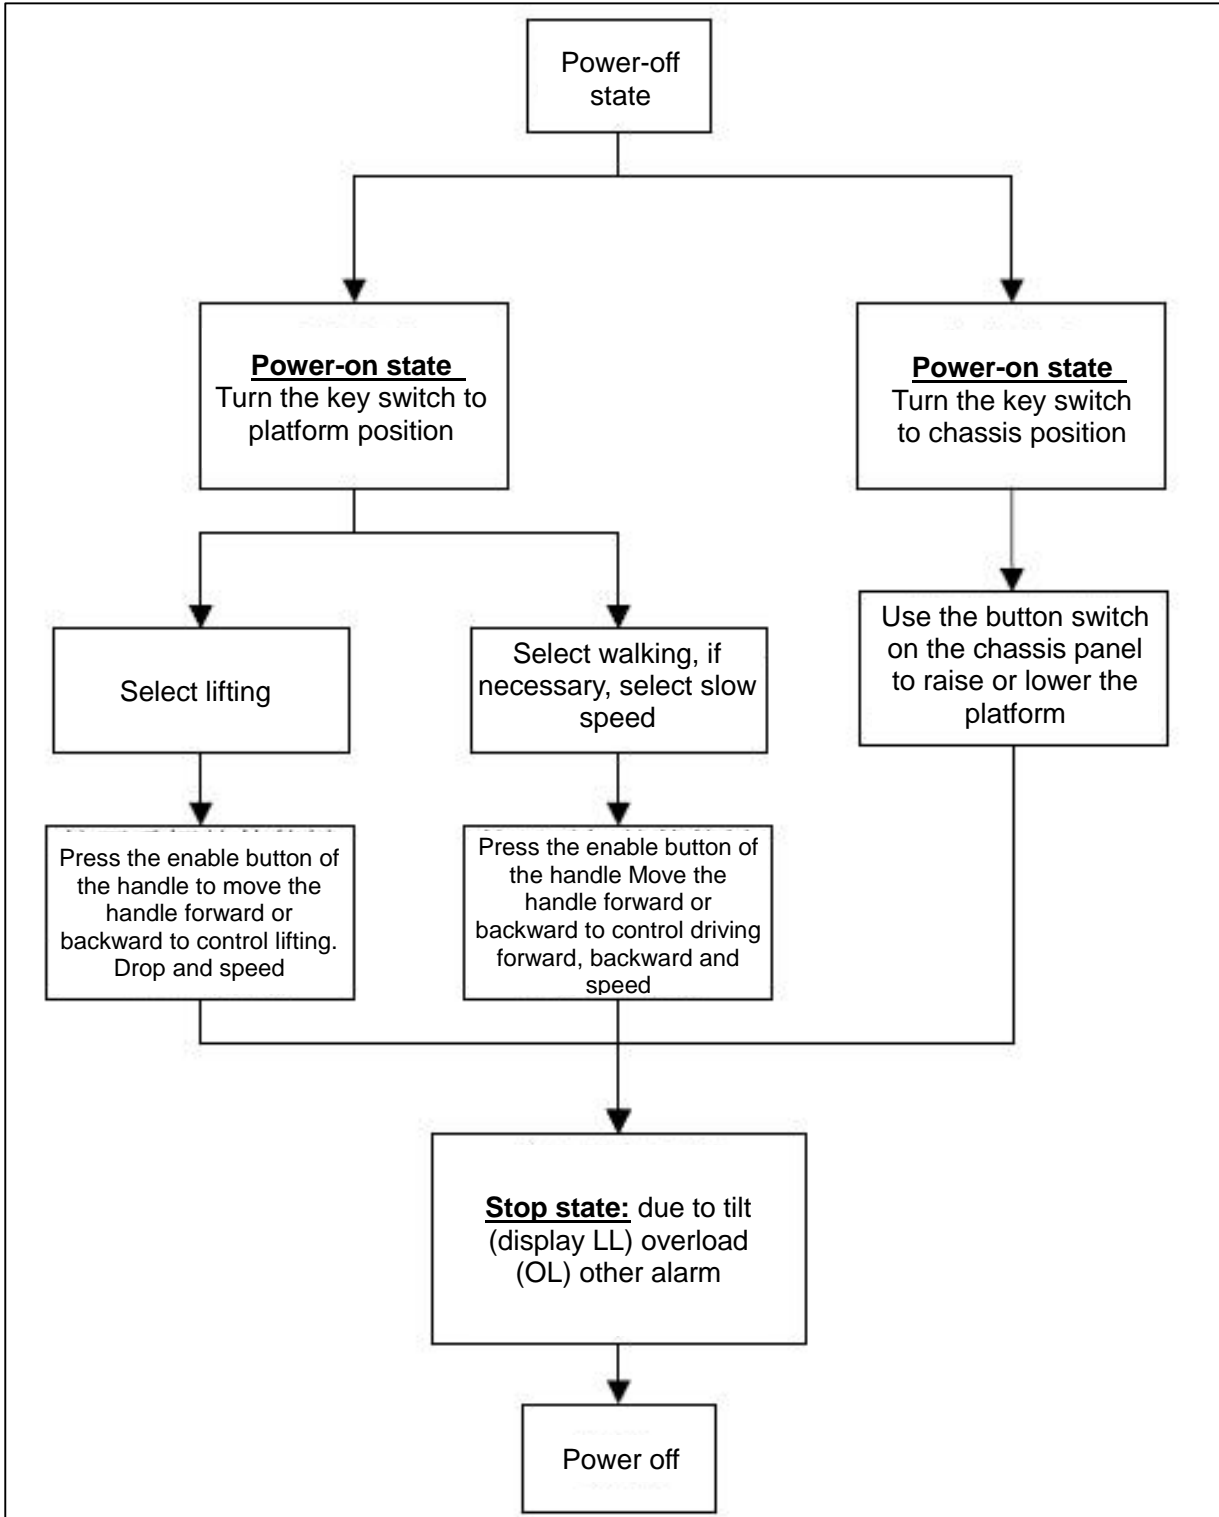 Power-off
state
Power-on state
Turn the key switch to
platform position
Power-on state
Turn the key switch
to chassis position
Select lifting
Select walking, if
necessary, select slow
speed
Use the button switch
on the chassis panel
to raise or lower the
platform
Press the enable button of
the handle to move the
handle forward or
backward to control lifting.
Drop and speed
Press the enable button of
the handle Move the
handle forward or
backward to control driving
forward, backward and
speed
Stop state: due to tilt
(display LL) overload
(OL) other alarm
Power off